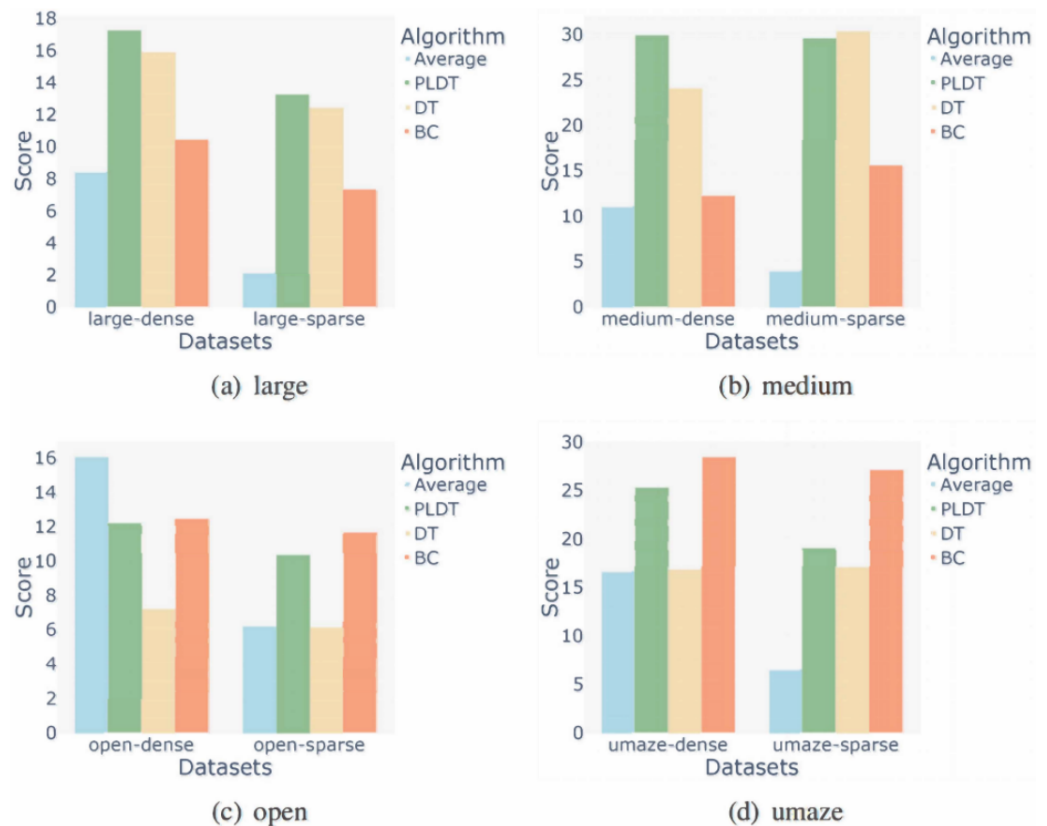 18
16
14
12
10
8
6
4
2
0
Score
large-dense
large-sparse
Datasets
Algorithm
Average
PLDT
DT
BC
(a) large
30
25
20
15
10
5
0
Score
medium-dense
medium-sparse
Datasets
Algorithm
Average
PLDT
DT
BC
(b) medium
16
14
12
10
8
6
4
2
0
Score
open-dense
open-sparse
Datasets
Algorithm
Average
PLDT
DT
BC
(c) open
30
25
20
15
10
5
0
Score
umaze-dense
umaze-sparse
Datasets
Algorithm
Average
PLDT
DT
BC
(d) umaze